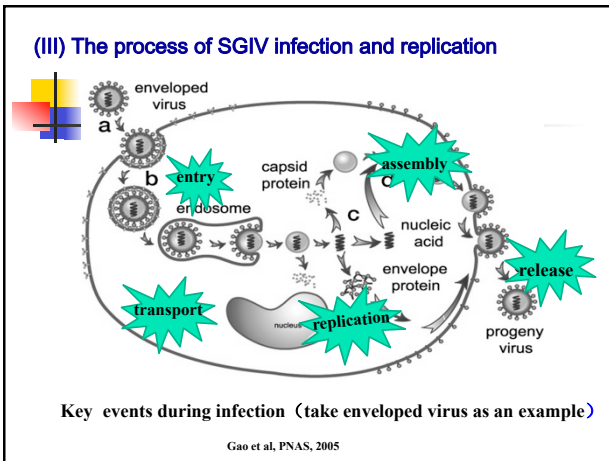 (III) The process of SGIV infection and replication
enveloped
virus
a
b
entry
endosome
capsid
protein
assembly
d
c
nucleic
acid
envelope
protein
release
transport
nucleus
replication
progeny
virus
Key events during infection（take enveloped virus as an example）
Gao et al, PNAS, 2005